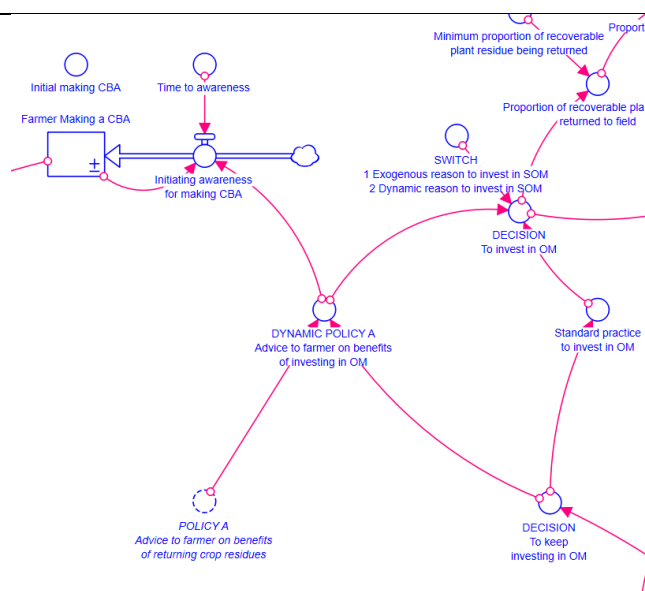 Minimum proportion of recoverable
plant residue being returned
Proport
Initial making CBA
Time to awareness
Farmer Making a CBA
Proportion of recoverable pla
returned to field
SWITCH
1 Exogenous reason to invest in SOM
2 Dynamic reason to invest in SOM
Initiating awareness
for making CBA
DECISION
To invest in OM
DYNAMIC POLICY A
Advice to farmer on benefits
of investing in OM
Standard practice
to invest in OM
POLICY A
Advice to farmer on benefits
of returning crop residues
DECISION
To keep
investing in OM